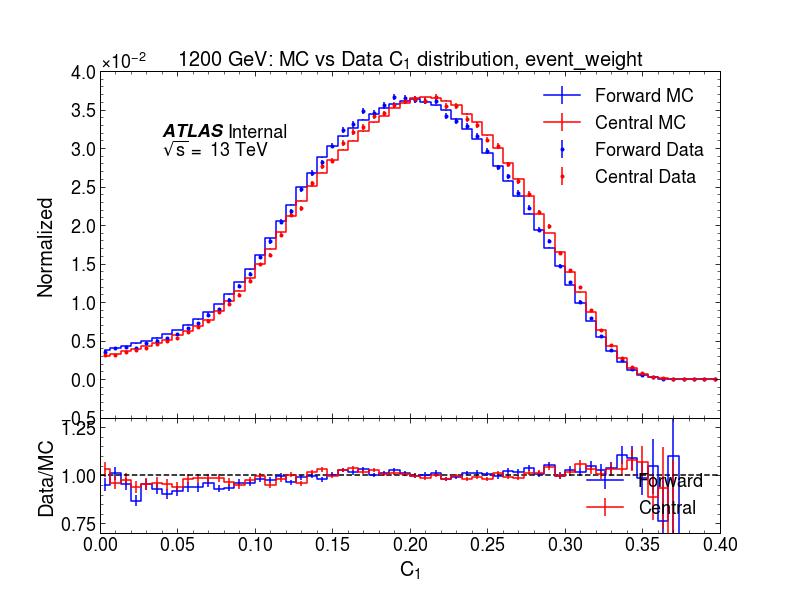 ×10⁻²
1200 GeV: MC vs Data C₁ distribution, event_weight
4.0
3.5
3.0
2.5
2.0
1.5
1.0
0.5
0.0
−0.5
Normalized
ATLAS Internal
√s = 13 TeV
Forward MC
Central MC
Forward Data
Central Data
1.25
1.00
0.75
Data/MC
Forward
Central
0.00 0.05 0.10 0.15 0.20 0.25 0.30 0.35 0.40
C₁